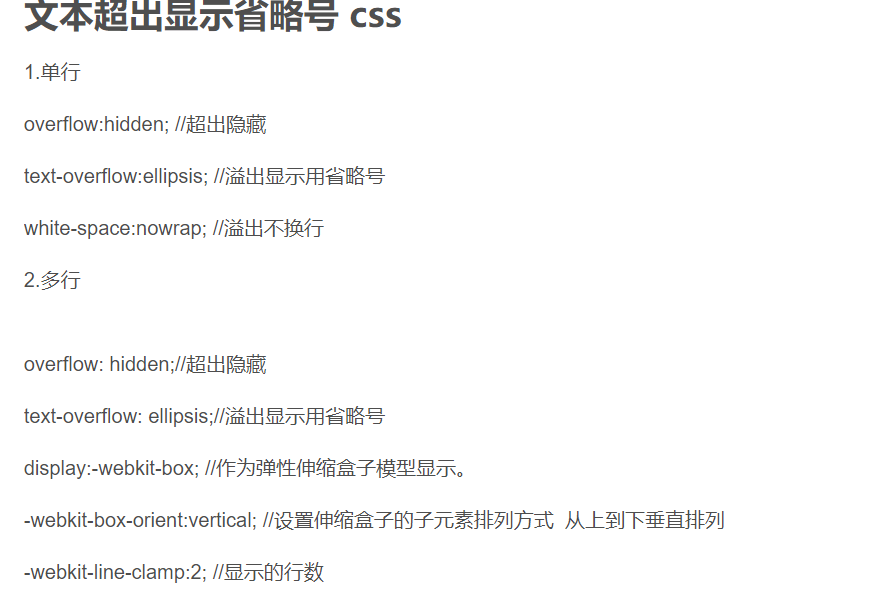 文本超出显示省略号 css
1.单行
overflow:hidden; //超出隐藏
text-overflow:ellipsis; //溢出显示用省略号
white-space:nowrap; //溢出不换行
2.多行
overflow: hidden;//超出隐藏
text-overflow: ellipsis;//溢出显示用省略号
display:-webkit-box; //作为弹性伸缩盒子模型显示。
-webkit-box-orient:vertical; //设置伸缩盒子的子元素排列方式  从上到下垂直排列
-webkit-line-clamp:2; //显示的行数